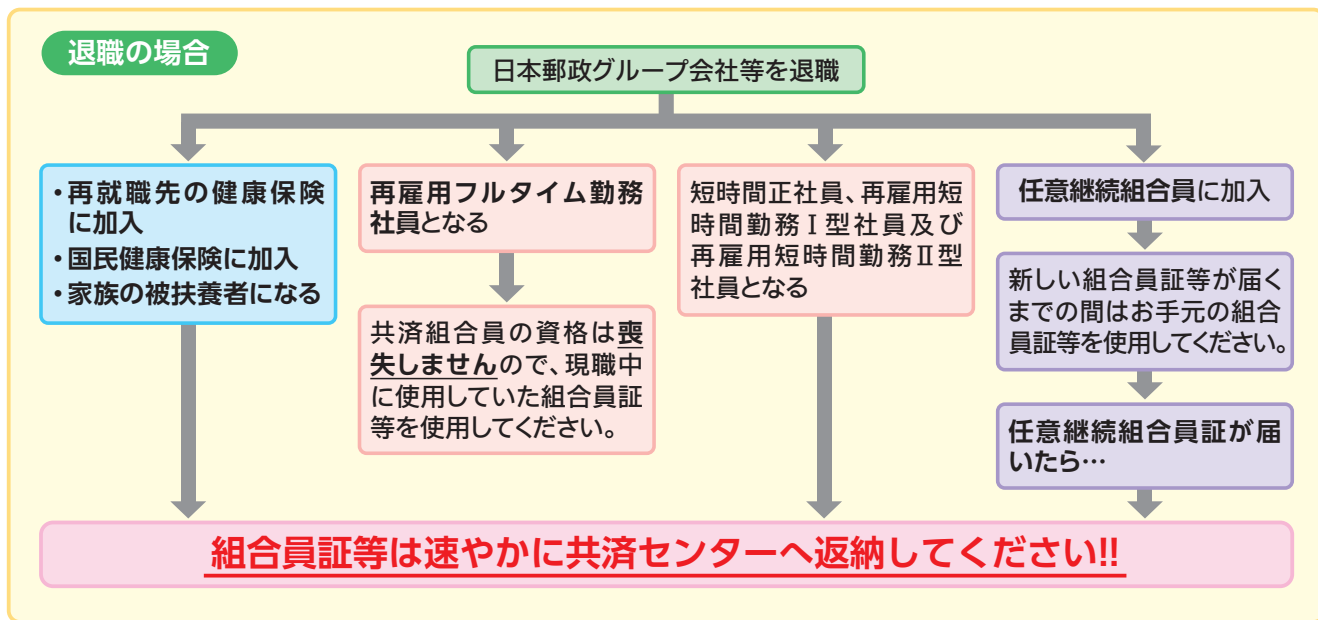 退職の場合
日本郵政グループ会社等を退職
・再就職先の健康保険
に加入
・国民健康保険に加入
・家族の被扶養者になる
再雇用フルタイム勤務
社員となる
共済組合員の資格は喪
失しませんので、現職中
に使用していた組合員証
等を使用してください。
短時間正社員、再雇用短
時間勤務Ⅰ型社員及び
再雇用短時間勤務Ⅱ型
社員となる
任意継続組合員に加入
新しい組合員証等が届く
までの間はお手元の組合
員証等を使用してください。
任意継続組合員証が届
いたら…
組合員証等は速やかに共済センターへ返納してください!!